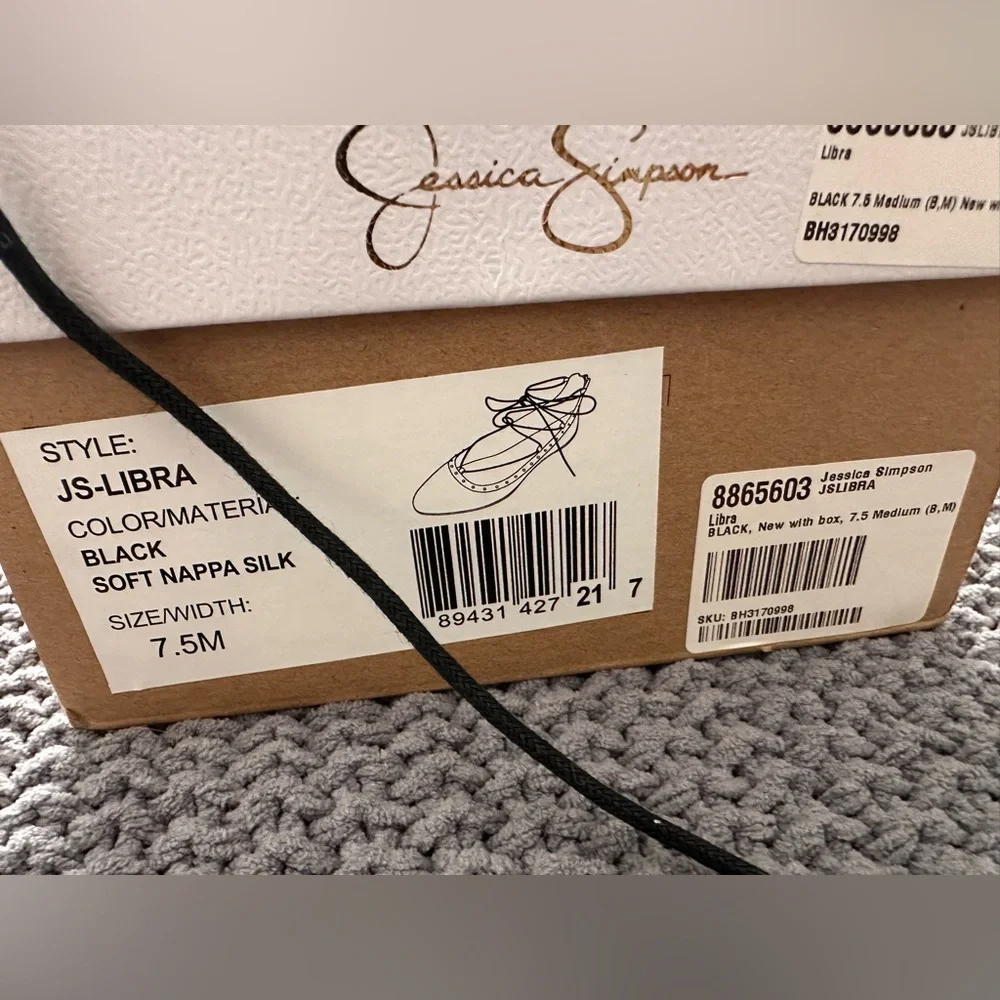 Jessica Simpson
Libra
BLACK 7.5 Medium (B,M) New
BH3170998
STYLE:
JS-LIBRA
COLOR/MATERIA
BLACK
SOFT NAPPA SILK
SIZE/WIDTH:
7.5M
89431 427 21 7
8865603 Jessica Simpson
JSLIBRA
Libra
BLACK, New with box, 7.5 Medium (B,M)
SKU: BH3170998